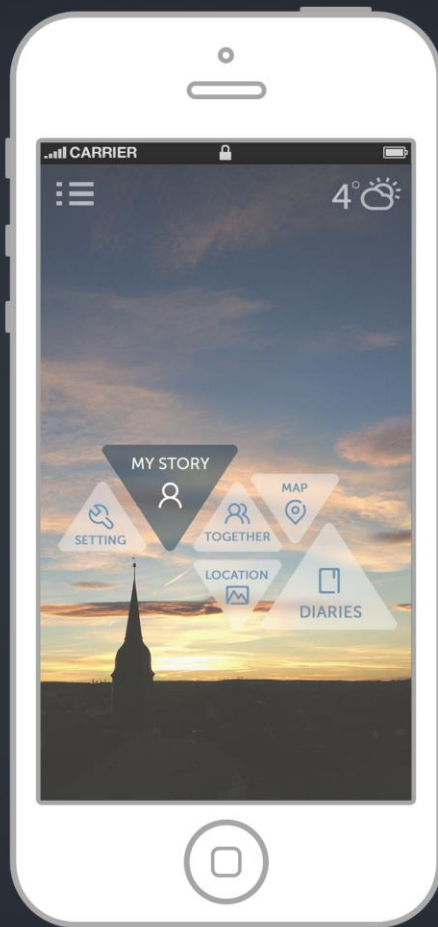 CARRIER
4°
MY STORY
MAP
SETTING
TOGETHER
LOCATION
DIARIES